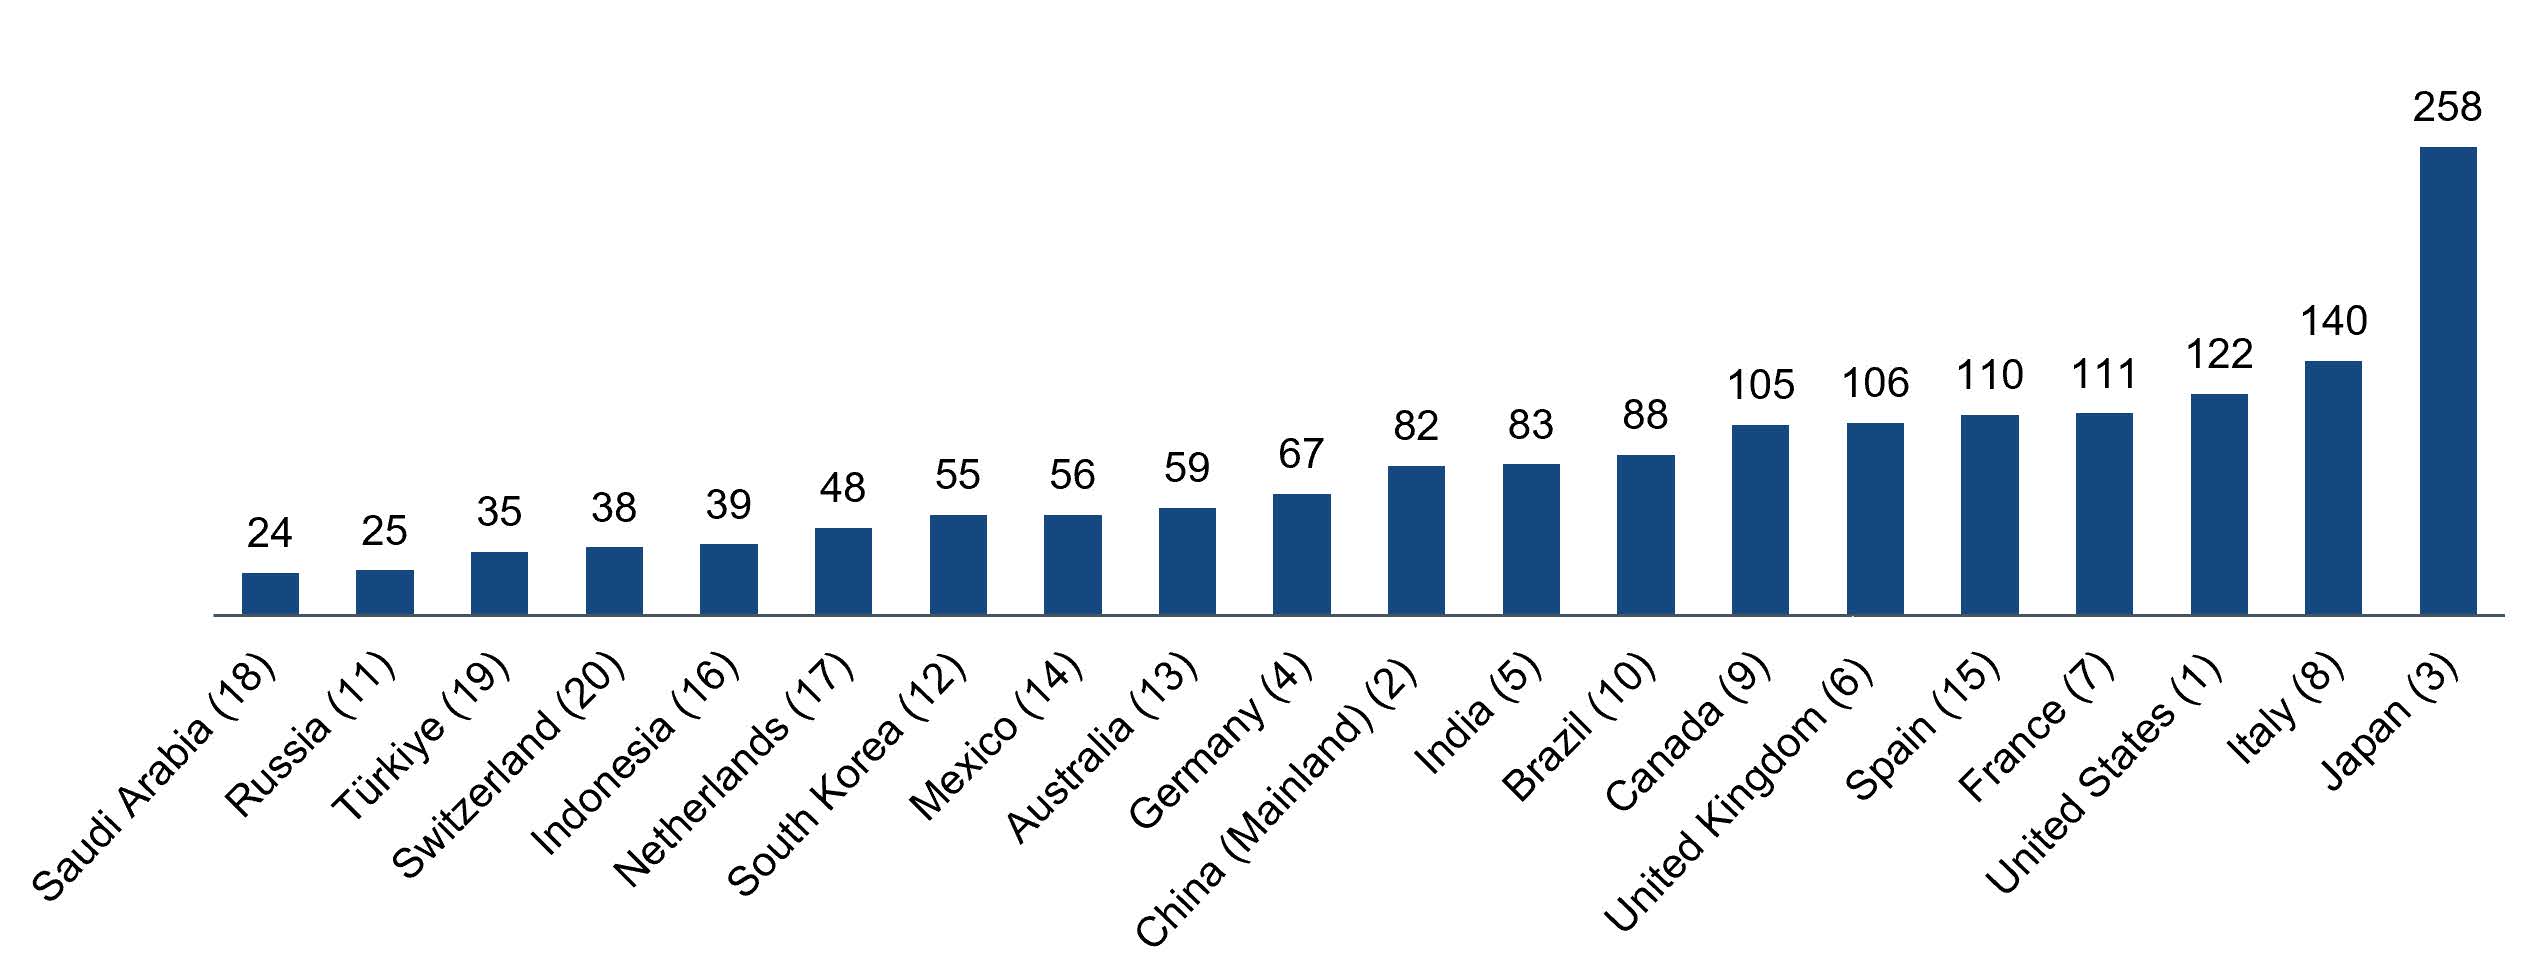 258
140
122
111
110
106
105
88
83
82
67
59
56
55
48
39
38
35
25
24
Saudi Arabia (18)
Russia (11)
Türkiye (19)
Switzerland (20)
Indonesia (16)
Netherlands (17)
South Korea (12)
Mexico (14)
Australia (13)
Germany (4)
China (Mainland) (2)
India (5)
Brazil (10)
Canada (9)
United Kingdom (6)
Spain (15)
France (7)
United States (1)
Italy (8)
Japan (3)